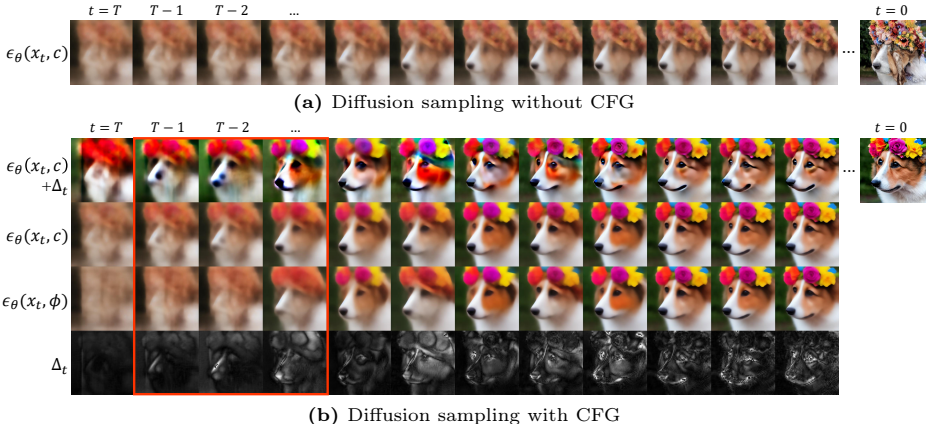 t = T T − 1 T − 2 ... t = 0
ϵθ(xt, c) ...
(a) Diffusion sampling without CFG
t = T T − 1 T − 2 ... t = 0
ϵθ(xt, c)
+Δt ...
ϵθ(xt, c)
ϵθ(xt, ϕ)
Δt
(b) Diffusion sampling with CFG